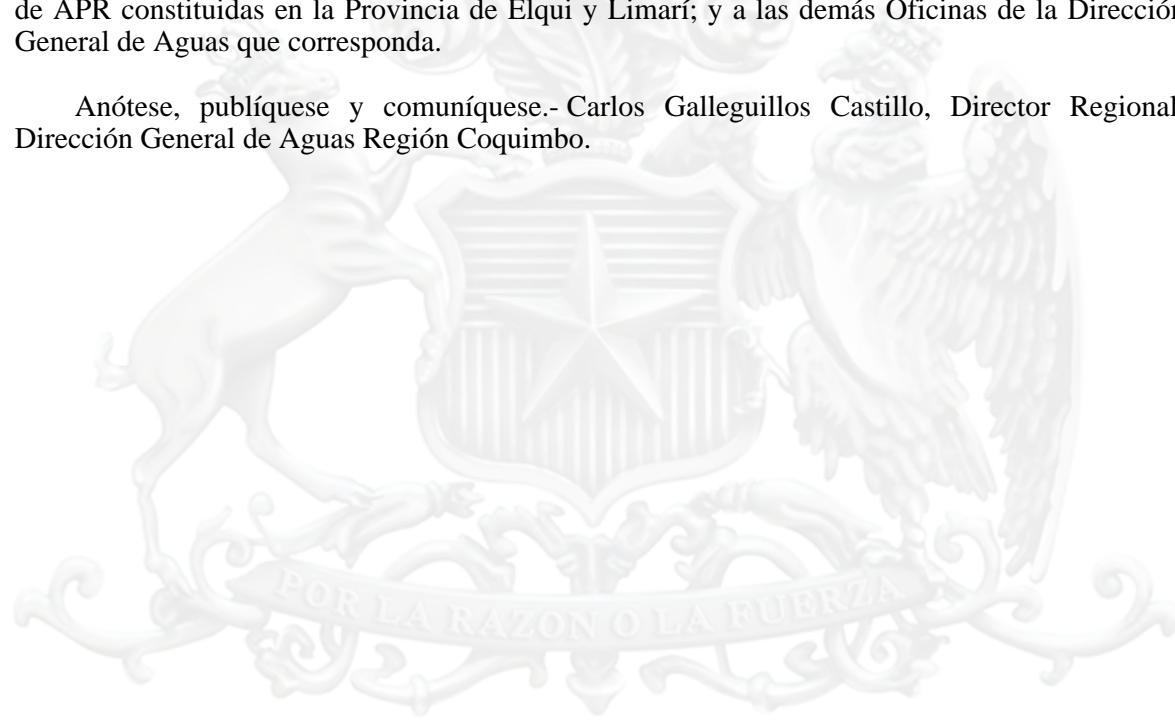 de APR constituidas en la Provincia de Elqui y Limarí; y a las demás Oficinas de la Dirección
General de Aguas que corresponda.
Anótese, publíquese y comuníquese.- Carlos Galleguillos Castillo, Director Regional
Dirección General de Aguas Región Coquimbo.
POR LA RAZON O LA FUERZA